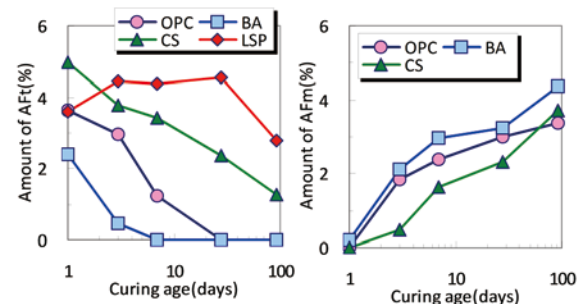 OPC BA
CS LSP
Amount of AFt(%)
6
4
2
0
1 10 100
Curing age(days)
OPC BA
CS
Amount of AFm(%)
6
4
2
0
1 10 100
Curing age(days)